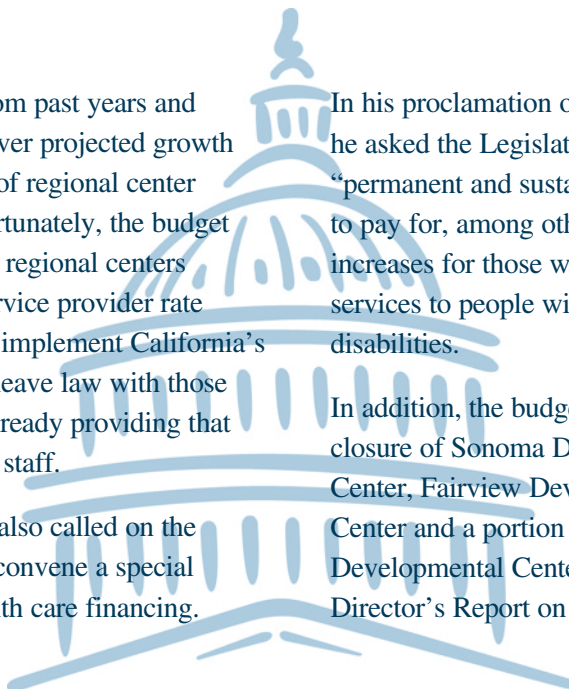 om past years and
ver projected growth
of regional center
rtunately, the budget
regional centers
rvice provider rate
implement California's
leave law with those
ready providing that
staff.
also called on the
convene a special
th care financing.
In his proclamation o
he asked the Legislat
“permanent and susta
to pay for, among oth
increases for those w
services to people wi
disabilities.
In addition, the budge
closure of Sonoma D
Center, Fairview Dev
Center and a portion
Developmental Cente
Director's Report on